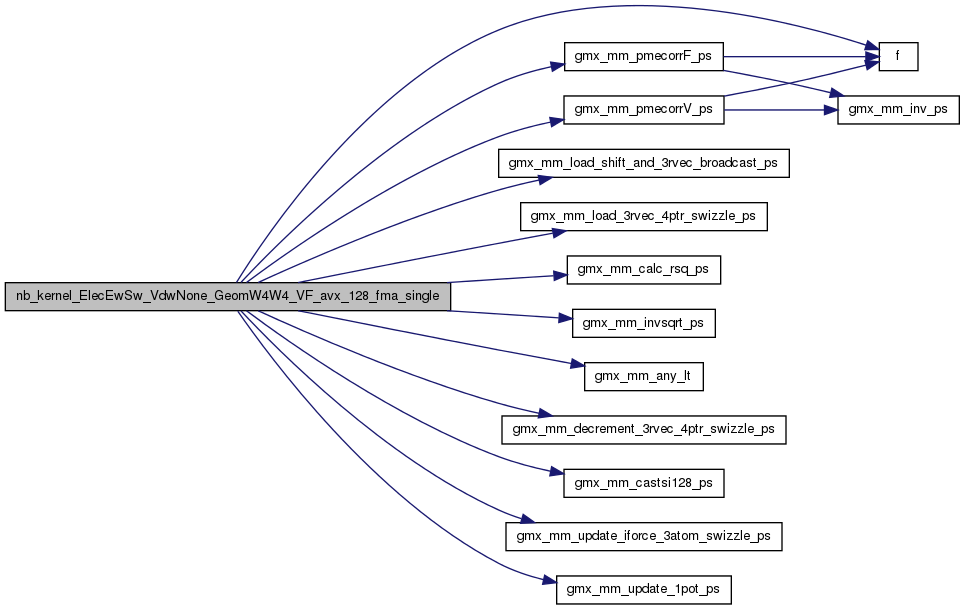 f
gmx_mm_pmecorrF_ps
gmx_mm_inv_ps
gmx_mm_pmecorrV_ps
gmx_mm_load_shift_and_3rvec_broadcast_ps
gmx_mm_load_3rvec_4ptr_swizzle_ps
gmx_mm_calc_rsq_ps
nb_kernel_ElecEwSw_VdwNone_GeomW4W4_VF_avx_128_fma_single
gmx_mm_invsqrt_ps
gmx_mm_any_lt
gmx_mm_decrement_3rvec_4ptr_swizzle_ps
gmx_mm_castsi128_ps
gmx_mm_update_iforce_3atom_swizzle_ps
gmx_mm_update_1pot_ps